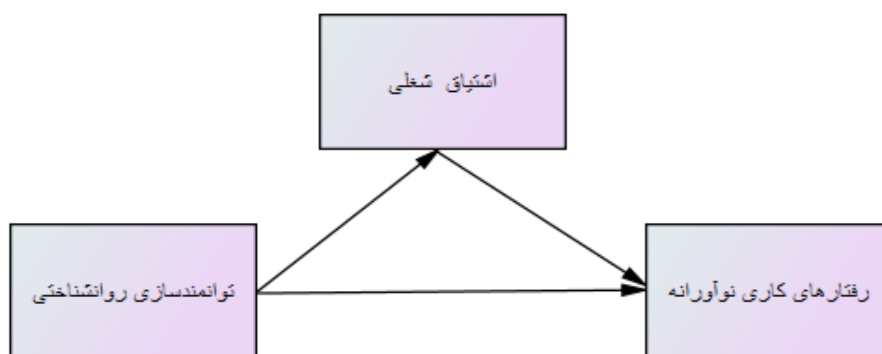 اشتیاق شغلی
توانمندسازی روانشناختی
رفتارهای کاری نوآورانه